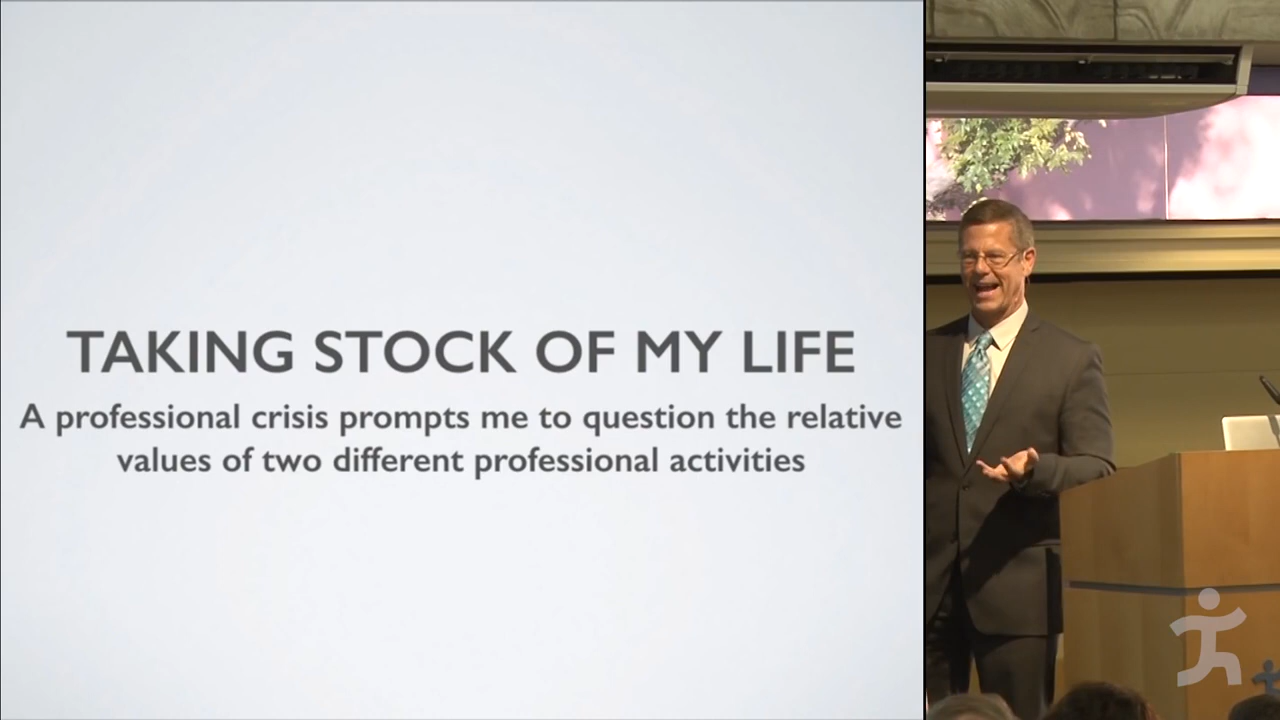 TAKING STOCK OF MY LIFE
A professional crisis prompts me to question the relative
values of two different professional activities